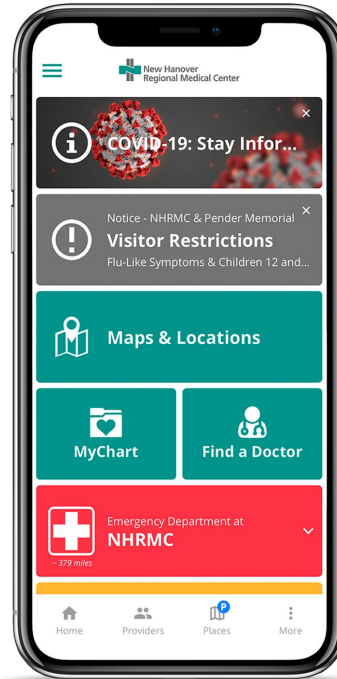 New Hanover
Regional Medical Center
COVID-19: Stay Infor...
Notice - NHRMC & Pender Memorial
Visitor Restrictions
Flu-Like Symptoms & Children 12 and...
Maps & Locations
MyChart
Find a Doctor
Emergency Department at
NHRMC
~ 379 miles
P
Home
Providers
Places
More